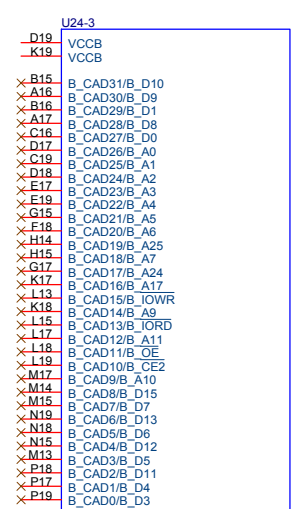 U24-3
D19 VCCB
K19 VCCB
B15 B_CAD31/B_D10
A16 B_CAD30/B_D9
B16 B_CAD29/B_D1
A17 B_CAD28/B_D8
C16 B_CAD27/B_D0
D17 B_CAD26/B_A0
C19 B_CAD25/B_A1
D18 B_CAD24/B_A2
E17 B_CAD23/B_A3
E19 B_CAD22/B_A4
G15 B_CAD21/B_A5
F18 B_CAD20/B_A6
H14 B_CAD19/B_A25
H15 B_CAD18/B_A7
G17 B_CAD17/B_A24
K17 B_CAD16/B_A17
L13 B_CAD15/B_IOWR
K18 B_CAD14/B_A9
L15 B_CAD13/B_IORD
L17 B_CAD12/B_A11
L18 B_CAD11/B_OE
L19 B_CAD10/B_CE2
M17 B_CAD9/B_A10
M14 B_CAD8/B_D15
M15 B_CAD7/B_D7
N19 B_CAD6/B_D13
N18 B_CAD5/B_D6
N15 B_CAD4/B_D12
M13 B_CAD3/B_D5
P18 B_CAD2/B_D11
P17 B_CAD1/B_D4
P19 B_CAD0/B_D3